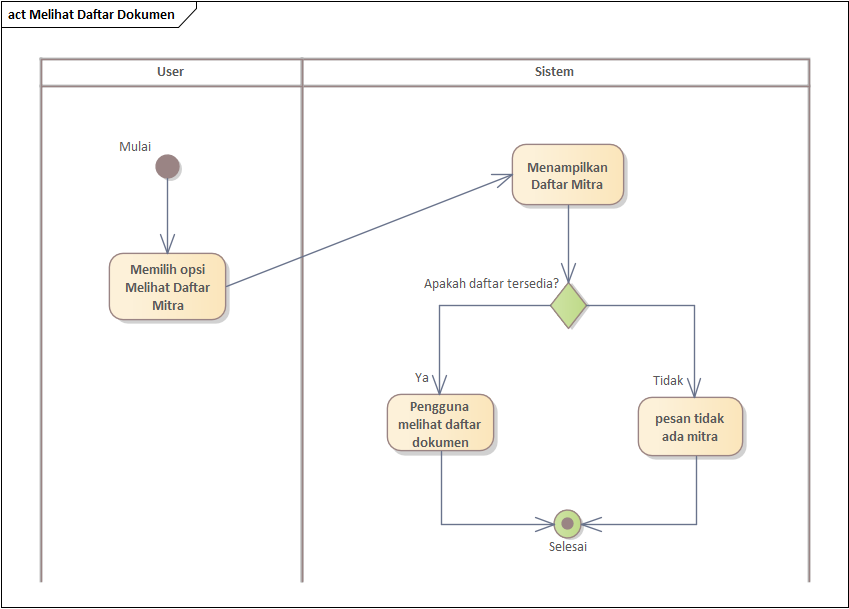 act Melihat Daftar Dokumen
User
Sistem
Mulai
Memilih opsi
Melihat Daftar
Mitra
Menampilkan
Daftar Mitra
Apakah daftar tersedia?
Ya
Tidak
Pengguna
melihat daftar
dokumen
pesan tidak
ada mitra
Selesai